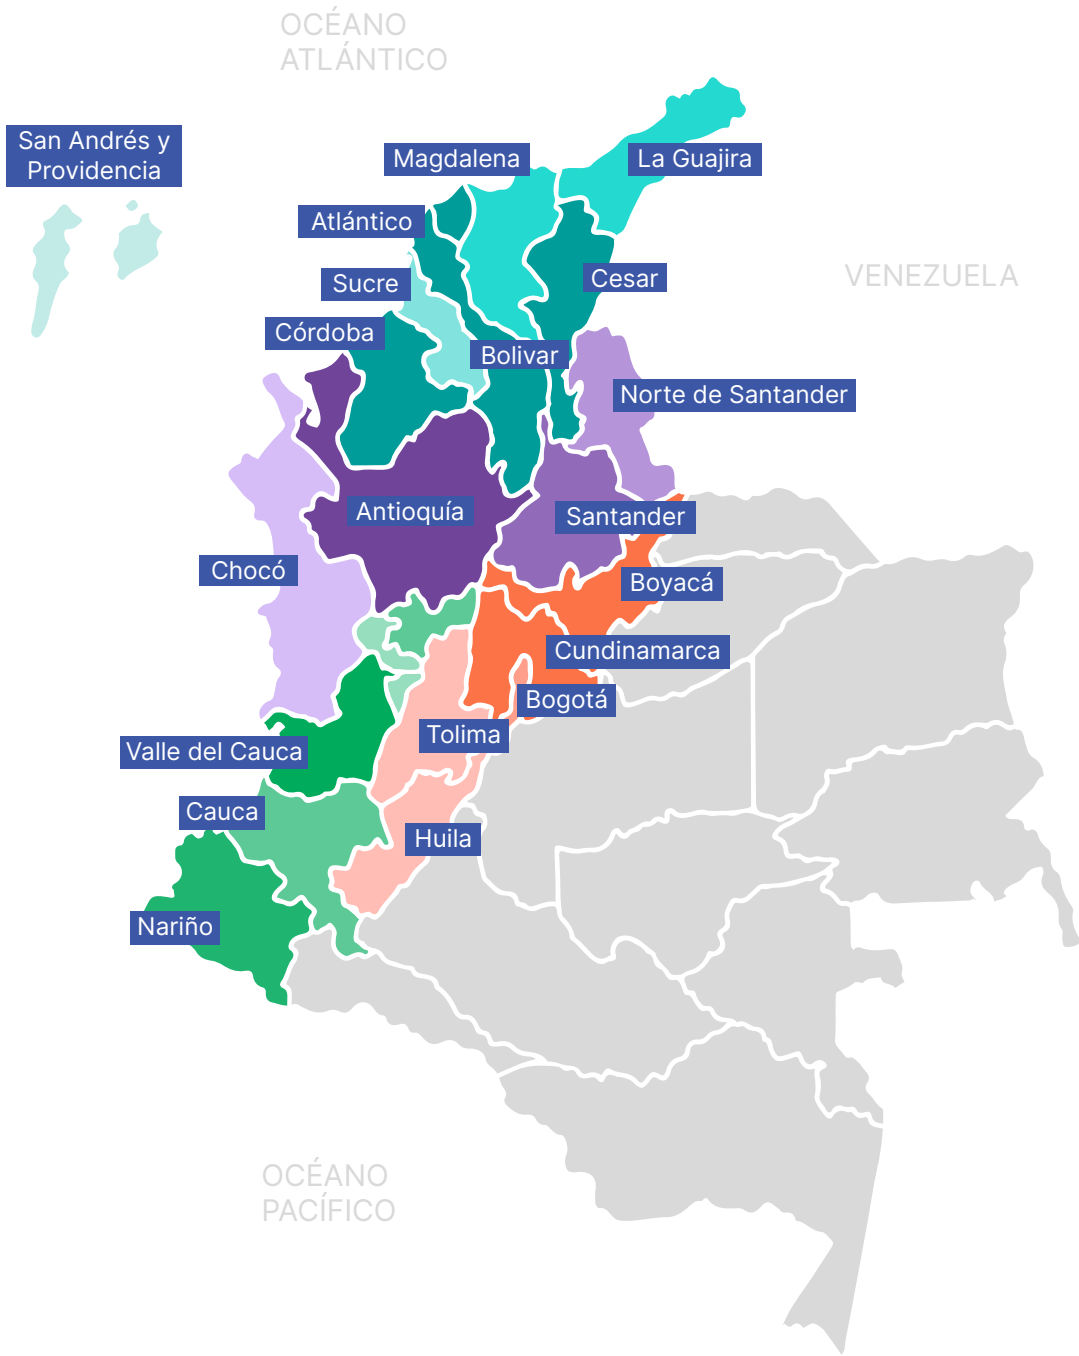 OCÉANO
ATLÁNTICO
San Andrés y
Providencia
Magdalena
La Guajira
Atlántico
VENEZUELA
Cesar
Sucre
Córdoba
Bolivar
Norte de Santander
Antioquía
Santander
Chocó
Boyacá
Cundinamarca
Bogotá
Tolima
Valle del Cauca
Cauca
Huila
Nariño
OCÉANO
PACÍFICO